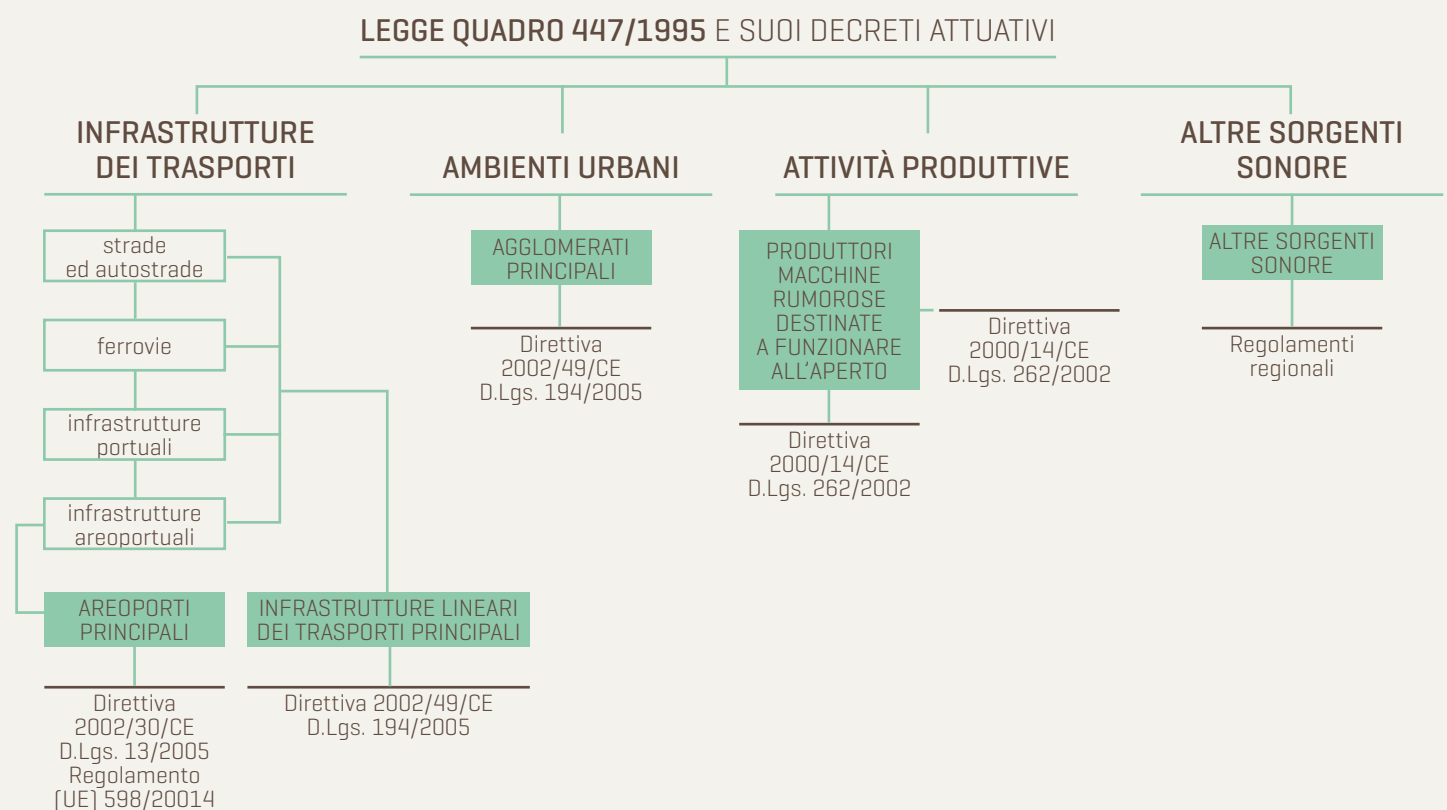 LEGGE QUADRO 447/1995 E SUOI DECRETI ATTUATIVI
INFRASTRUTTURE
DEI TRASPORTI
strade
ed autostrade
ferrovie
infrastrutture
portuali
infrastrutture
areoportuali
AREOPORTI
PRINCIPALI
Direttiva
2002/30/CE
D.Lgs. 13/2005
Regolamento
(UE) 598/20014
INFRASTRUTTURE LINEARI
DEI TRASPORTI PRINCIPALI
Direttiva 2002/49/CE
D.Lgs. 194/2005
AMBIENTI URBANI
AGGLOMERATI
PRINCIPALI
Direttiva
2002/49/CE
D.Lgs. 194/2005
ATTIVITÀ PRODUTTIVE
PRODUTTORI
MACCHINE
RUMOROSE
DESTINATE
A FUNZIONARE
ALL'APERTO
Direttiva
2000/14/CE
D.Lgs. 262/2002
Direttiva
2000/14/CE
D.Lgs. 262/2002
ALTRE SORGENTI
SONORE
ALTRE SORGENTI
SONORE
Regolamenti
regionali